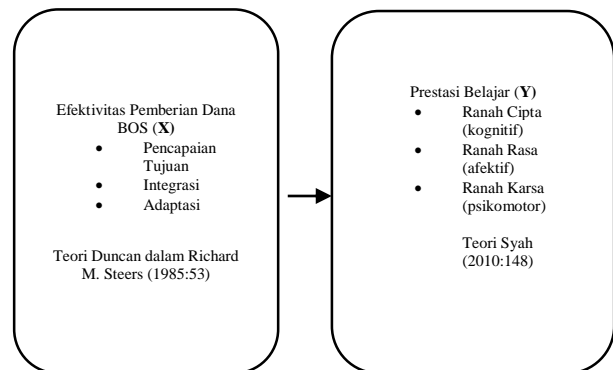 Efektivitas Pemberian Dana
BOS (X)
• Pencapaian
Tujuan
• Integrasi
• Adaptasi
Teori Duncan dalam Richard
M. Steers (1985:53)
Prestasi Belajar (Y)
• Ranah Cipta
(kognitif)
• Ranah Rasa
(afektif)
• Ranah Karsa
(psikomotor)
Teori Syah
(2010:148)